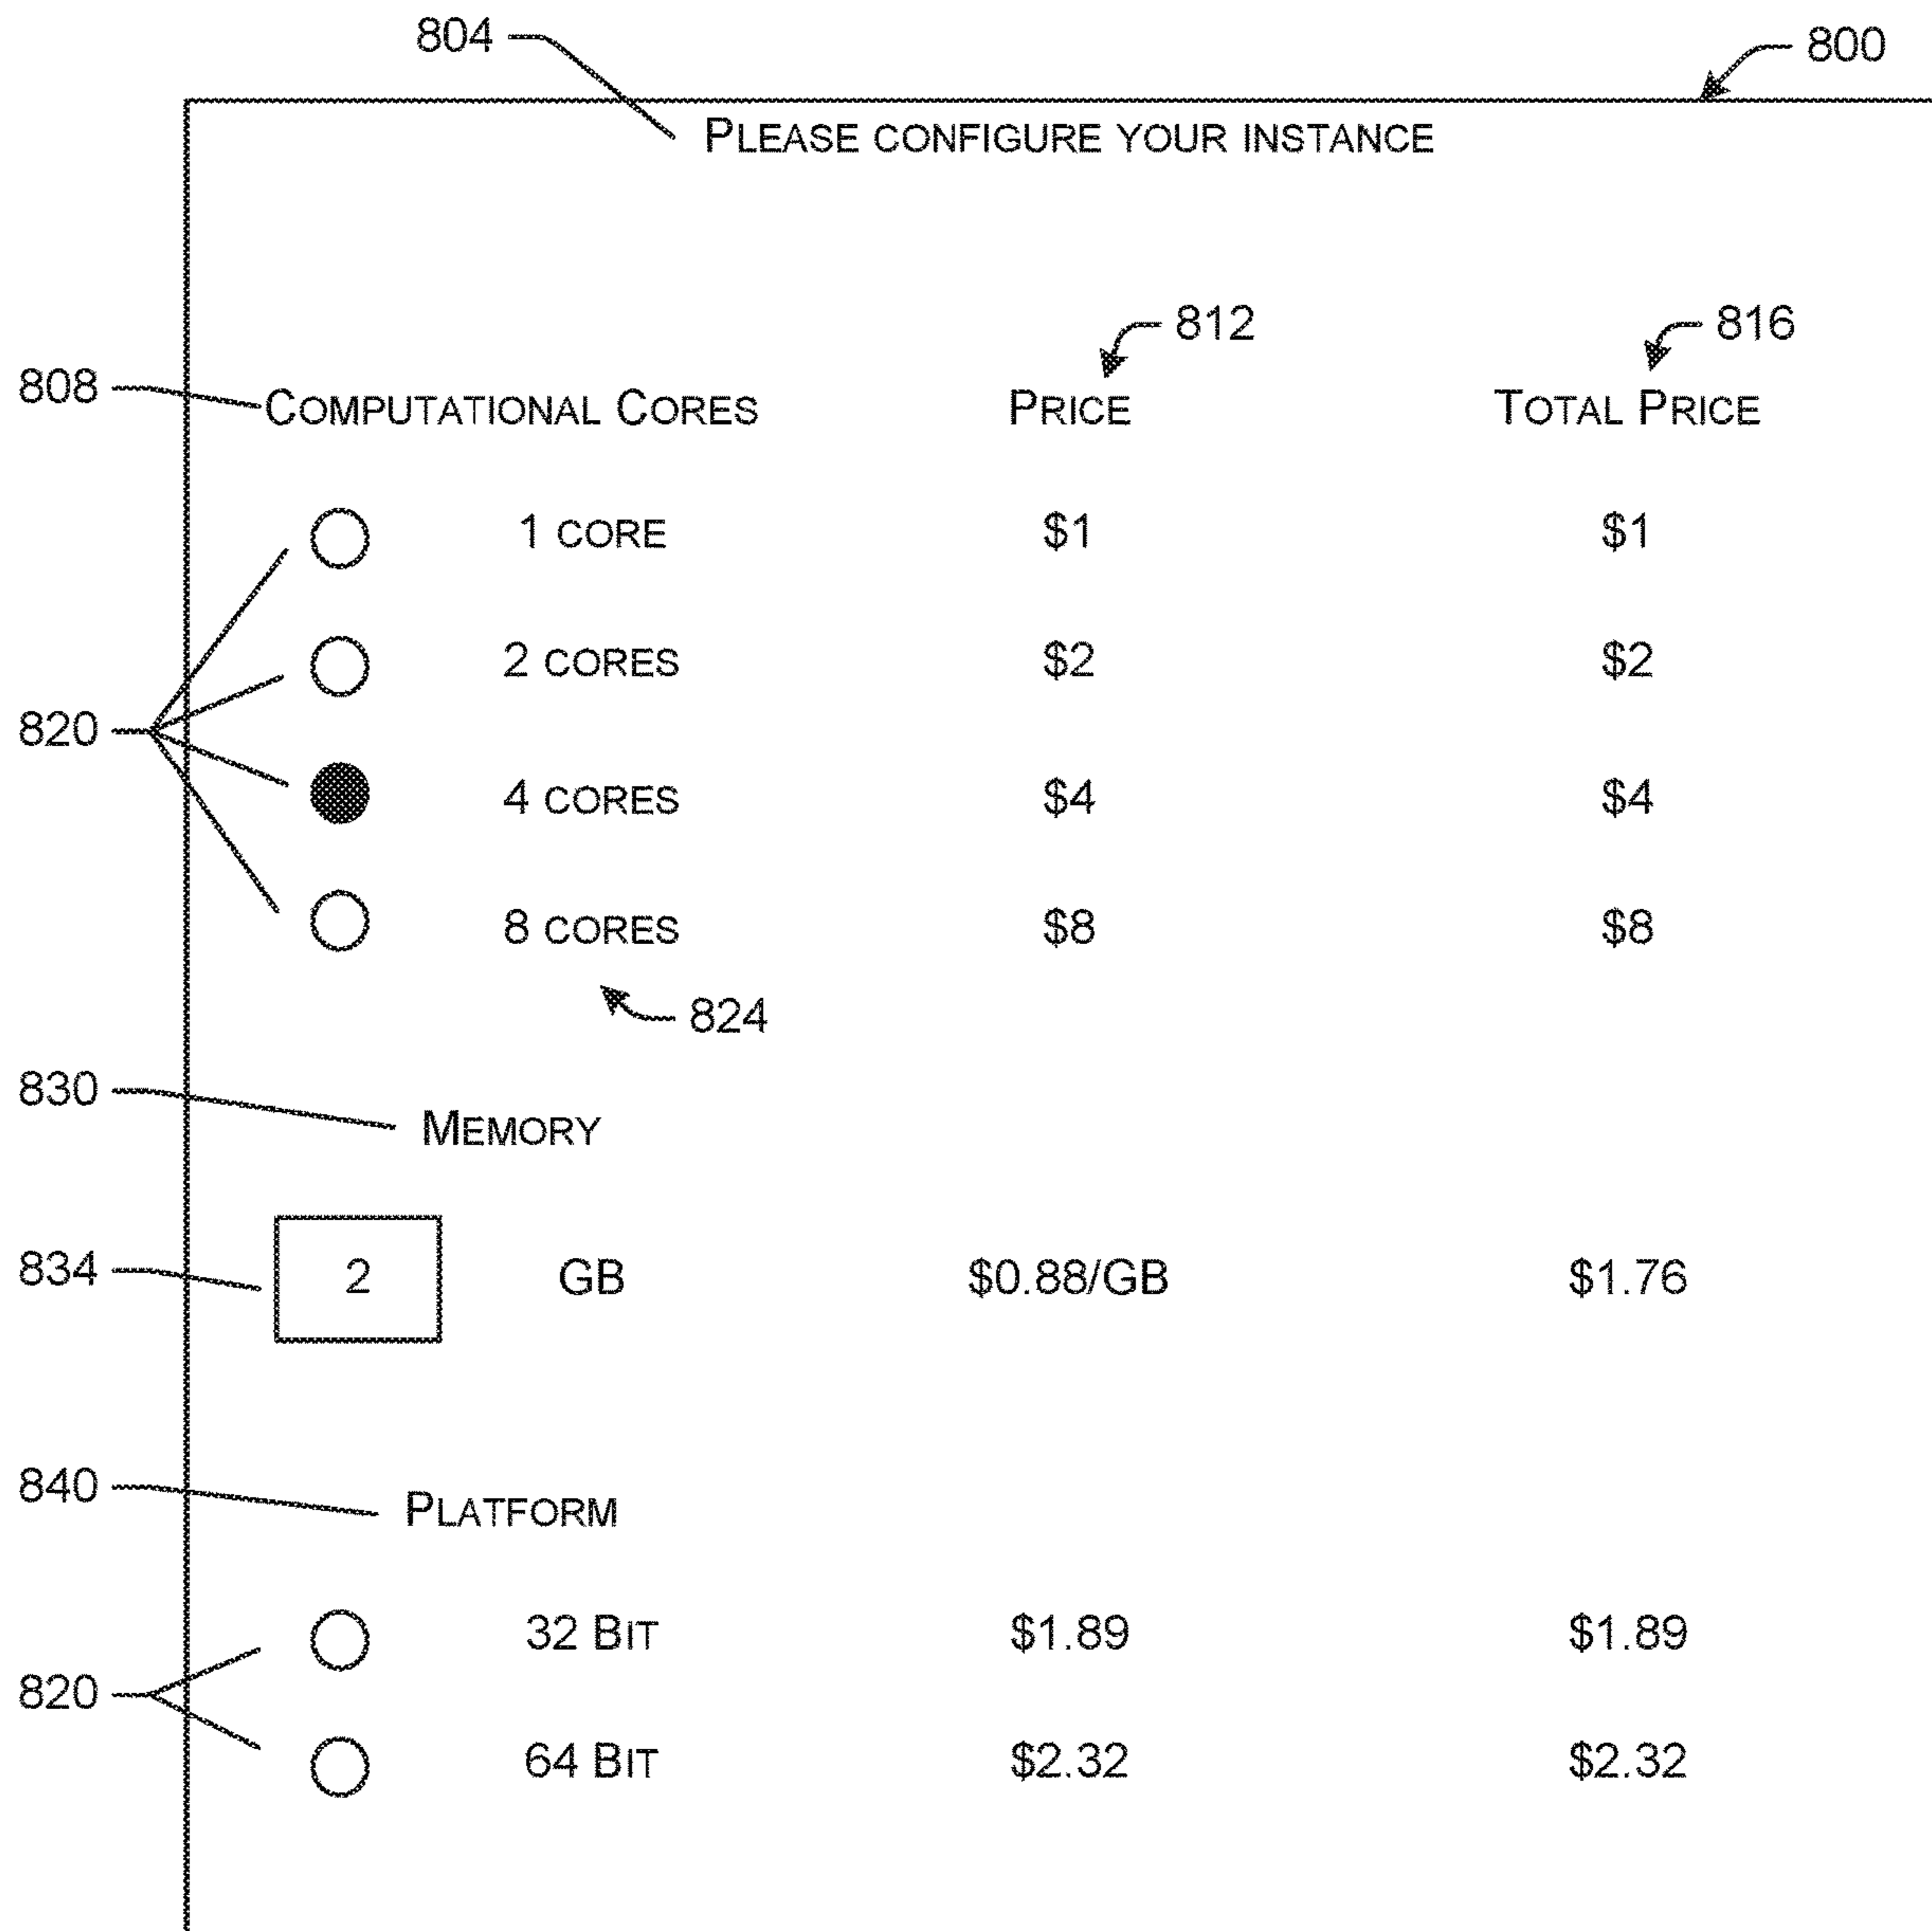 804
800
PLEASE CONFIGURE YOUR INSTANCE
812
816
808
COMPUTATIONAL CORES PRICE TOTAL PRICE
1 CORE $1 $1
2 CORES $2 $2
820
4 CORES $4 $4
8 CORES $8 $8
824
830
MEMORY
834 2 GB $0.88/GB $1.76
840
PLATFORM
32 BIT $1.89 $1.89
820
64 BIT $2.32 $2.32